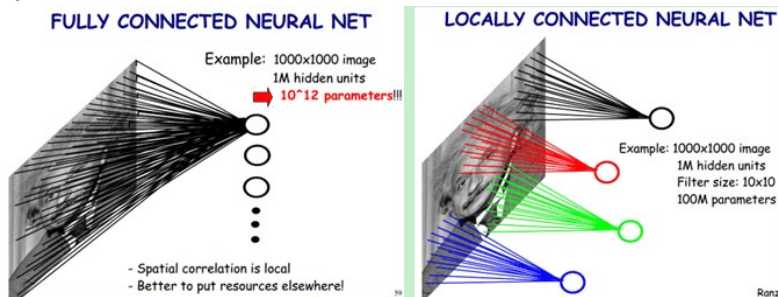 FULLY CONNECTED NEURAL NET
Example: 1000x1000 image
1M hidden units
10^12 parameters!!!
- Spatial correlation is local
- Better to put resources elsewhere!
59
LOCALLY CONNECTED NEURAL NET
Example: 1000x1000 image
1M hidden units
Filter size: 10x10
100M parameters
Ranz